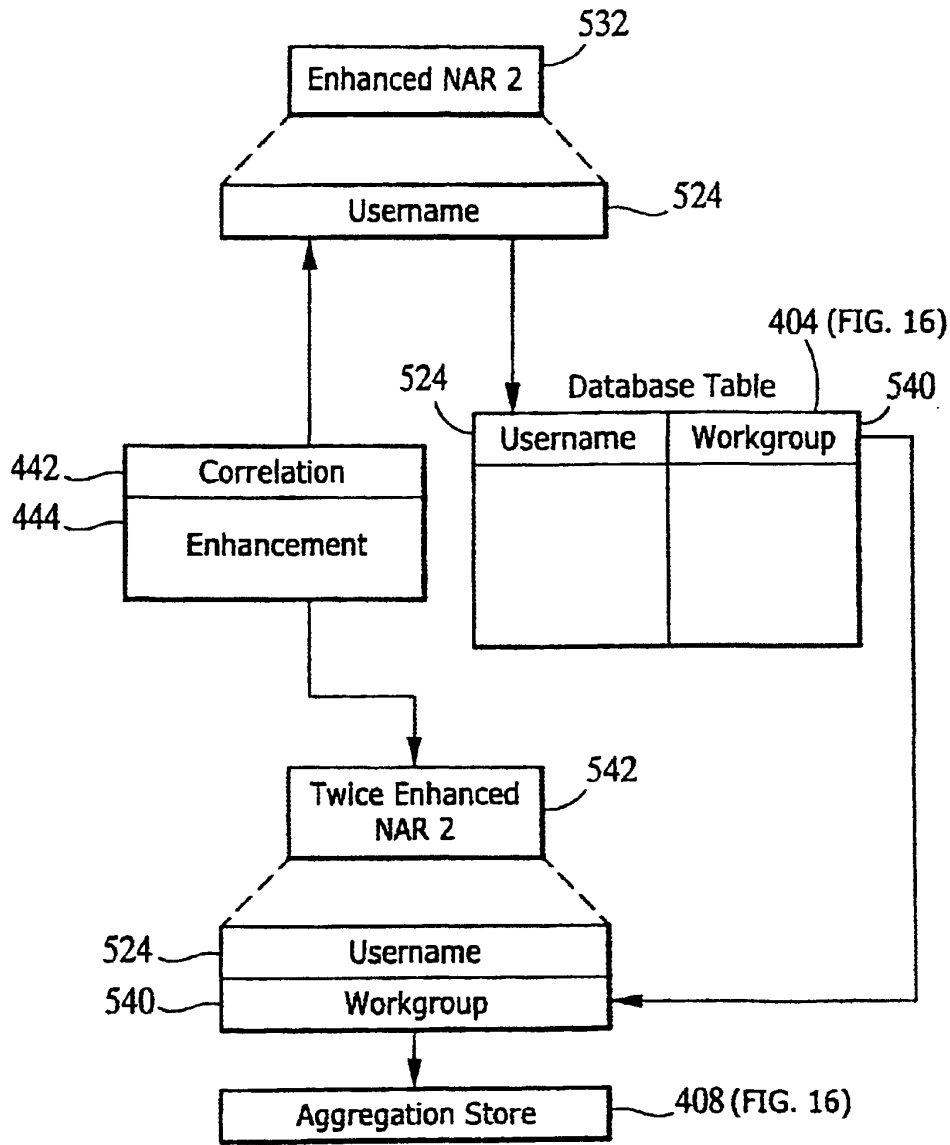 532
Enhanced NAR 2
Username
524
404 (FIG. 16)
524
Database Table
540
Username
Workgroup
442
Correlation
444
Enhancement
Twice Enhanced
NAR 2
542
524
Username
540
Workgroup
Aggregation Store
408 (FIG. 16)